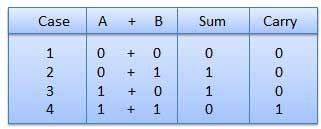 Case A + B Sum Carry
1 0 + 0 0 0
2 0 + 1 1 0
3 1 + 0 1 0
4 1 + 1 0 1